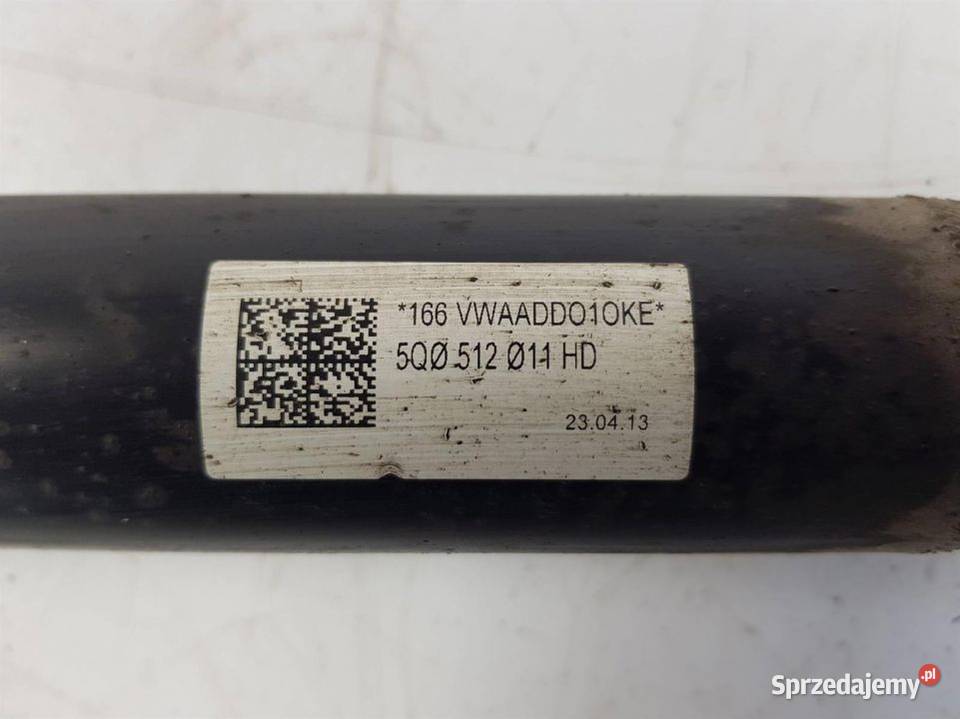 *166 VWAADDO1OKE*
5QØ 512 Ø11 HD
23.04.13
Sprzedajemy.pl